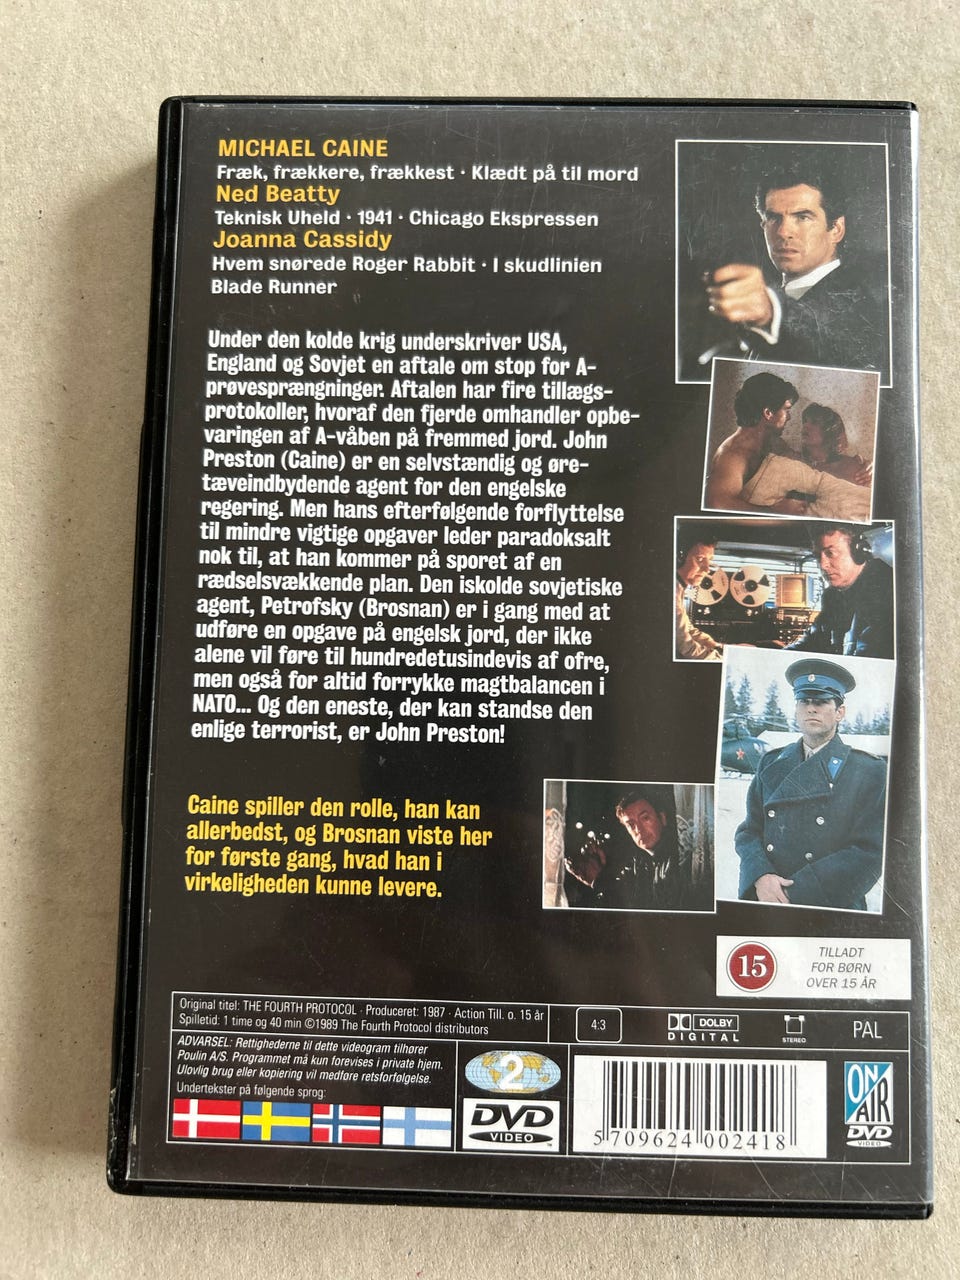 MICHAEL CAINE
Fræk, frækkere, frækkest · Klædt på til mord
Ned Beatty
Teknisk Uheld · 1941 · Chicago Ekspressen
Joanna Cassidy
Hvem snørede Roger Rabbit · I skudlinien
Blade Runner
Under den kolde krig underskriver USA,
England og Sovjet en aftale om stop for A-
prøvesprængninger. Aftalen har fire tillægs-
protokoller, hvoraf den fjerde omhandler opbe-
varingen af A-våben på fremmed jord. John
Preston (Caine) er en selvstændig og øre-
tæveindbydende agent for den engelske
regering. Men hans efterfølgende forflyttelse
til mindre vigtige opgaver leder paradoksalt
nok til, at han kommer på sporet af en
rædselsvækkende plan. Den iskolde sovjetiske
agent, Petrofsky (Brosnan) er i gang med at
udføre en opgave på engelsk jord, der ikke
alene vil føre til hundredetusindevis af ofre,
men også for altid forrykke magtbalancen i
NATO... Og den eneste, der kan standse den
enlige terrorist, er John Preston!
Caine spiller den rolle, han kan
allerbedst, og Brosnan viste her
for første gang, hvad han i
virkeligheden kunne levere.
15
TILLADT
FOR BØRN
OVER 15 ÅR
Original titel: THE FOURTH PROTOCOL · Produceret: 1987 · Action Till. o. 15 år
Spilletid: 1 time og 40 min ©1989 The Fourth Protocol distributors
4:3
DOLBY
DIGITAL
STEREO
PAL
ADVARSEL: Rettighederne til dette videogram tilhører
Poulin A/S. Programmet må kun forevises i private hjem.
Ulovlig brug eller kopiering vil medføre retsforfølgelse.
Undertekster på følgende sprog:
2
DVD
VIDEO
5 709624 002418
ON
AIR
DVD
VIDEO